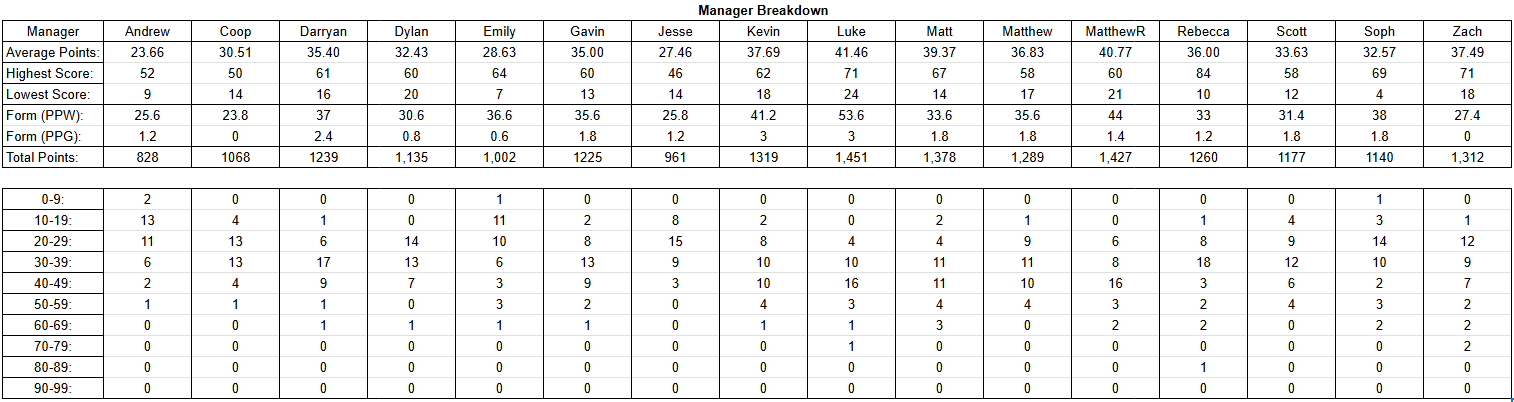 Manager Breakdown
Manager Andrew Coop Darryan Dylan Emily Gavin Jesse Kevin Luke Matt Matthew MatthewR Rebecca Scott Soph Zach
Average Points: 23.66 30.51 35.40 32.43 28.63 35.00 27.46 37.69 41.46 39.37 36.83 40.77 36.00 33.63 32.57 37.49
Highest Score: 52 50 61 60 64 60 46 62 71 67 58 60 84 58 69 71
Lowest Score: 9 14 16 20 7 13 14 18 24 14 17 21 10 12 4 18
Form (PPW): 25.6 23.8 37 30.6 36.6 35.6 25.8 41.2 53.6 33.6 35.6 44 33 31.4 38 27.4
Form (PPG): 1.2 0 2.4 0.8 0.6 1.8 1.2 3 3 1.8 1.8 1.4 1.2 1.8 1.8 0
Total Points: 828 1068 1239 1,135 1,002 1225 961 1319 1,451 1,378 1,289 1,427 1260 1177 1140 1,312
0-9: 2 0 0 0 1 0 0 0 0 0 0 0 0 0 1 0
10-19: 13 4 1 0 11 2 8 2 0 2 1 0 1 4 3 1
20-29: 11 13 6 14 10 8 15 8 4 4 9 6 8 9 14 12
30-39: 6 13 17 13 6 13 9 10 10 11 11 8 18 12 10 9
40-49: 2 4 9 7 3 9 3 10 16 11 10 16 3 6 2 7
50-59: 1 1 1 0 3 2 0 4 3 4 4 3 2 4 3 2
60-69: 0 0 1 1 1 1 0 1 1 3 0 2 2 0 2 2
70-79: 0 0 0 0 0 0 0 0 1 0 0 0 0 0 0 2
80-89: 0 0 0 0 0 0 0 0 0 0 0 0 1 0 0 0
90-99: 0 0 0 0 0 0 0 0 0 0 0 0 0 0 0 0